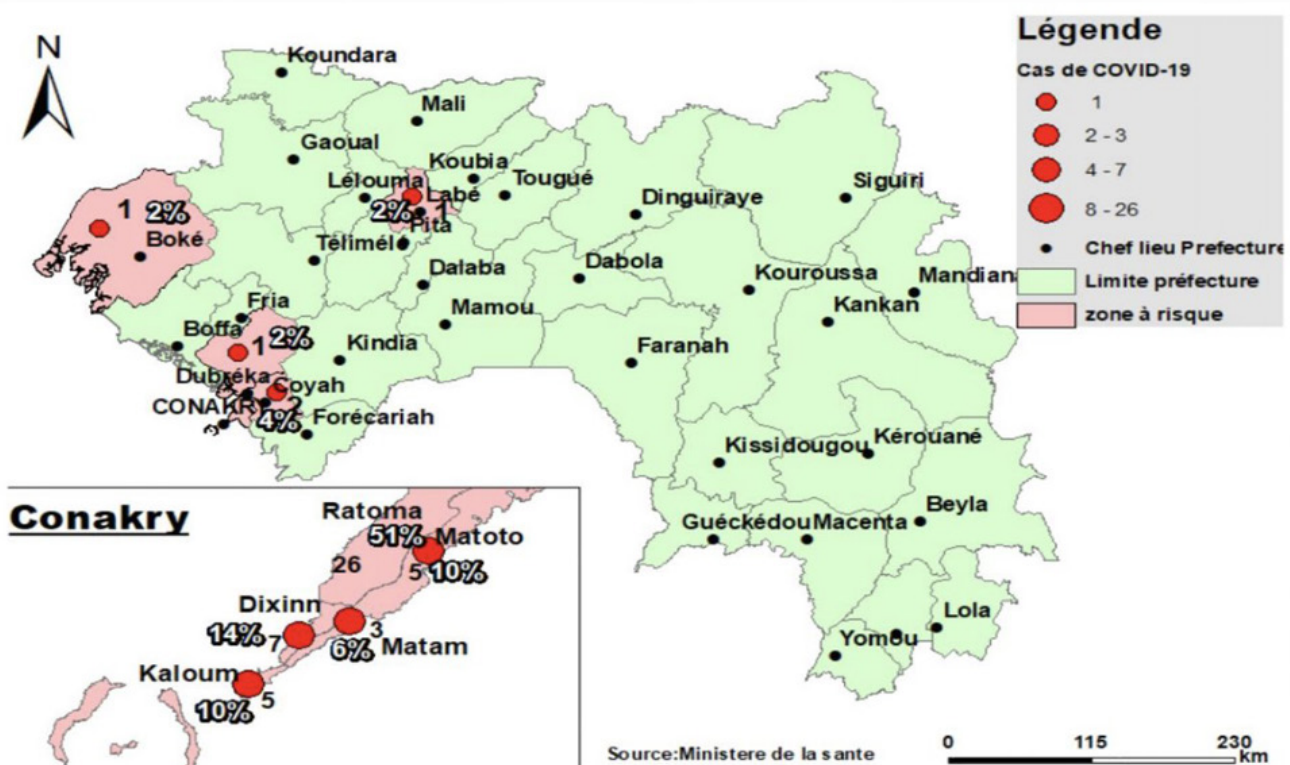 N
Légende
Cas de COVID-19
1
2 - 3
4 - 7
8 - 26
Chef lieu Prefecture
Limite préfecture
zone à risque
Koundara
Mali
Gaoual
Koubia
Lélouma
Labé
Tougué
2%
1
Pita
Dinguiraye
Siguiri
1
2%
Boké
Télimélé
Dalaba
Dabola
Kouroussa
Mandiana
Kankan
Fria
Mamou
Boffa
1
2%
Kindia
Faranah
Dubréka
Coyah
CONAKRY
2
4%
Forécariah
Kissidougou
Kérouané
Beyla
Guéckédou
Macenta
Lola
Yomou
Conakry
Ratoma
51%
Matoto
26
5
10%
Dixinn
14%
7
3
6%
Matam
Kaloum
10%
5
Source:Ministere de la sante
0
115
230
km